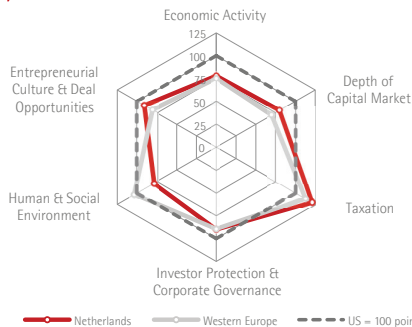 Economic Activity
125
100
50
25
0
Entrepreneurial
Culture & Deal
Opportunities
Depth of
Capital Market
Human & Social
Environment
Taxation
Investor Protection &
Corporate Governance
Netherlands
Western Europe
US = 100 poin